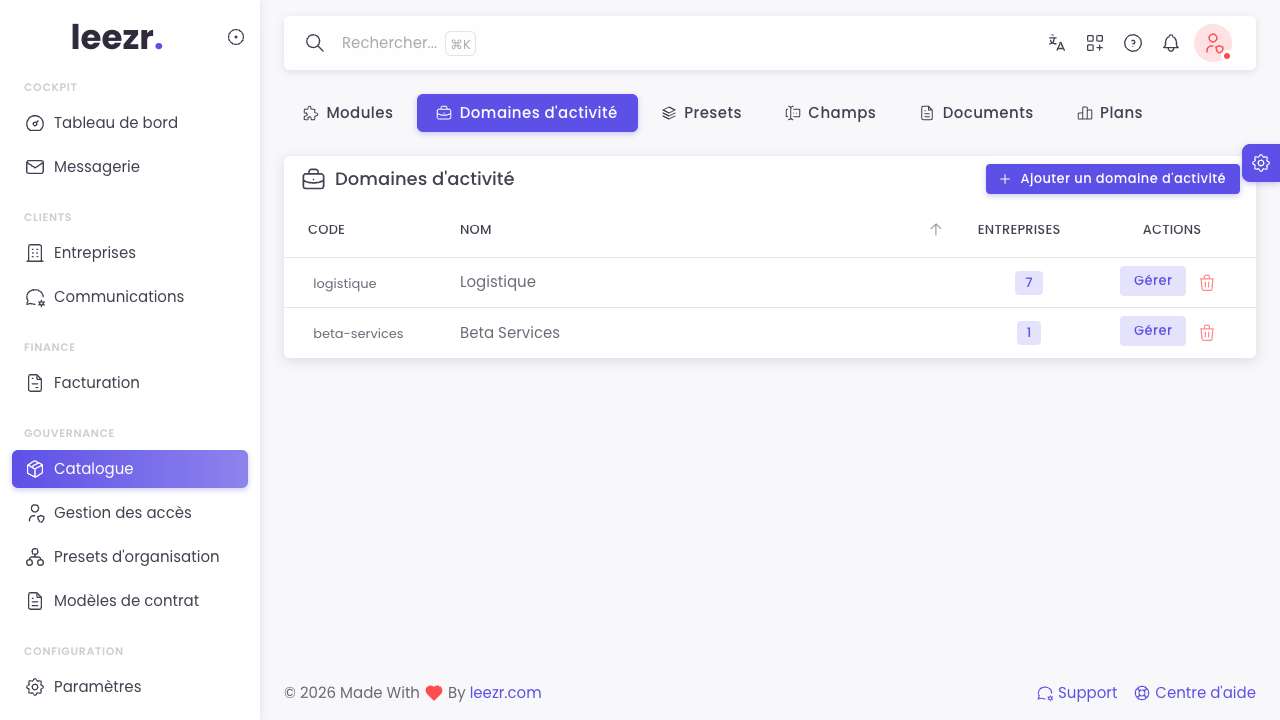 leezr.
COCKPIT
Tableau de bord
Messagerie
CLIENTS
Entreprises
Communications
FINANCE
Facturation
GOUVERNANCE
Catalogue
Gestion des accès
Presets d'organisation
Modèles de contrat
CONFIGURATION
Paramètres
Rechercher... ⌘K
Modules Domaines d'activité Presets Champs Documents Plans
Domaines d'activité Ajouter un domaine d'activité
CODE NOM ENTREPRISES ACTIONS
logistique Logistique 7 Gérer
beta-services Beta Services 1 Gérer
© 2026 Made With By leezr.com Support Centre d'aide